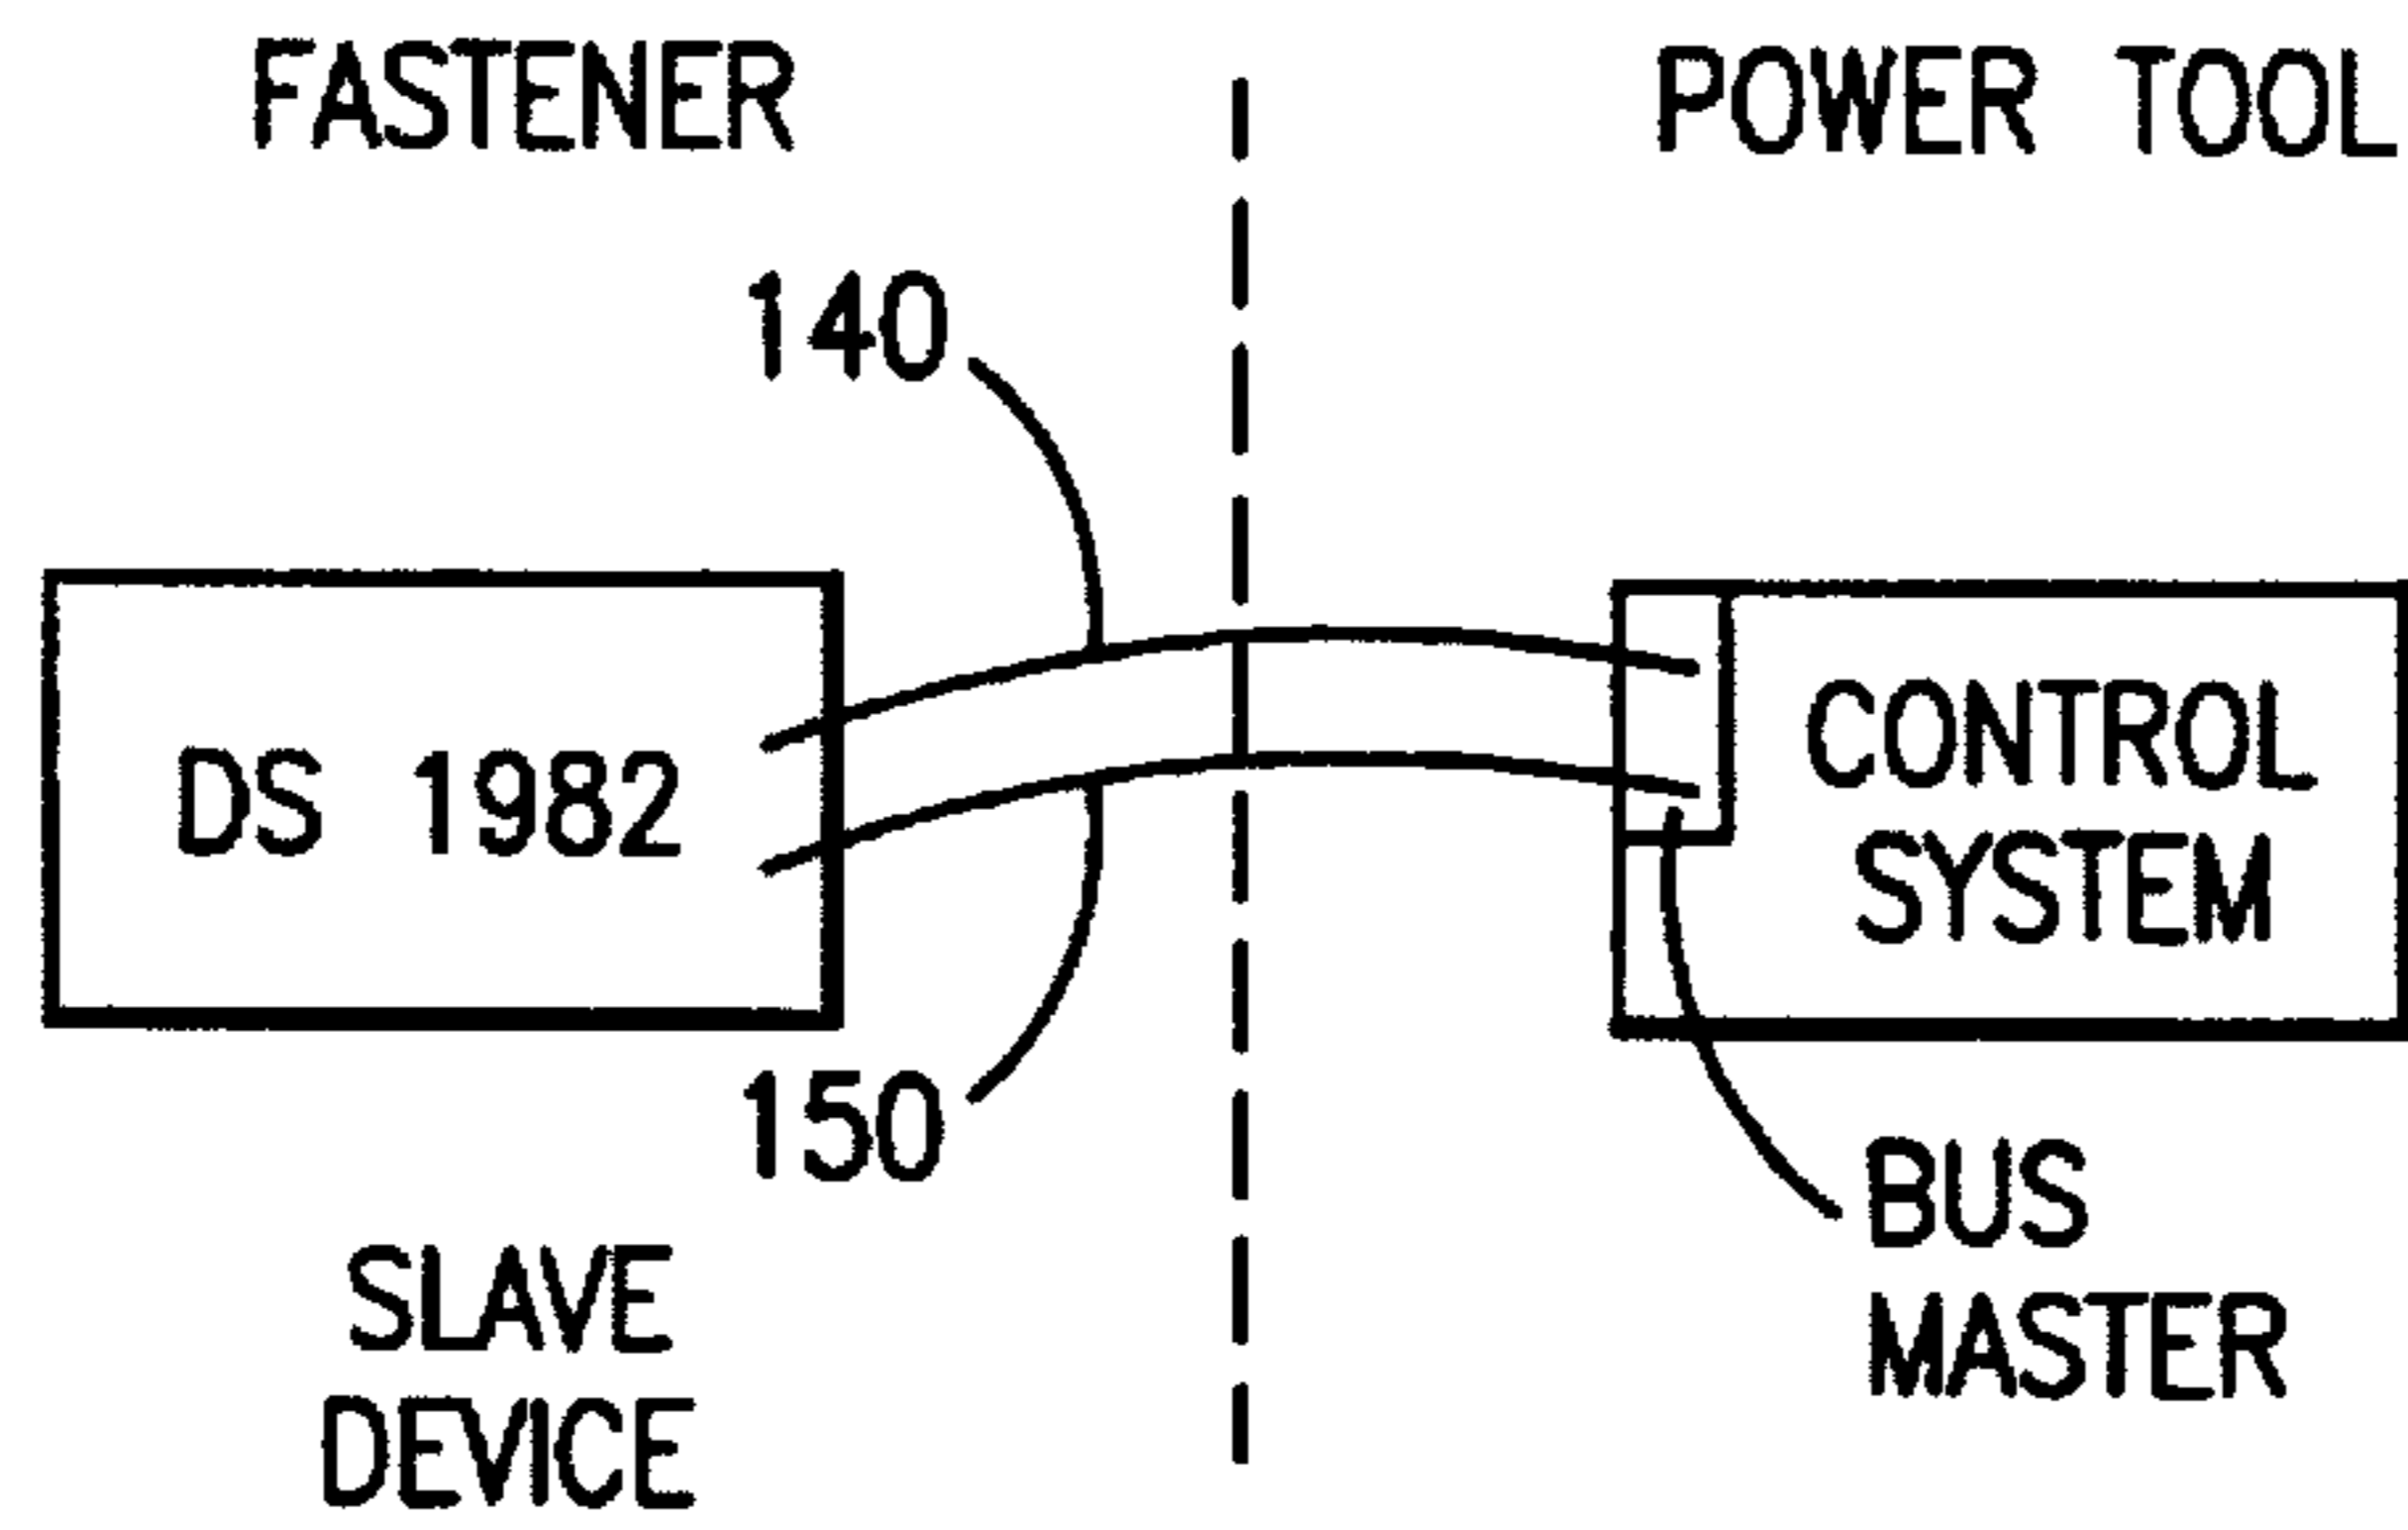 FASTENER
POWER TOOL
140
DS 1982
CONTROL
SYSTEM
150
BUS
MASTER
SLAVE
DEVICE